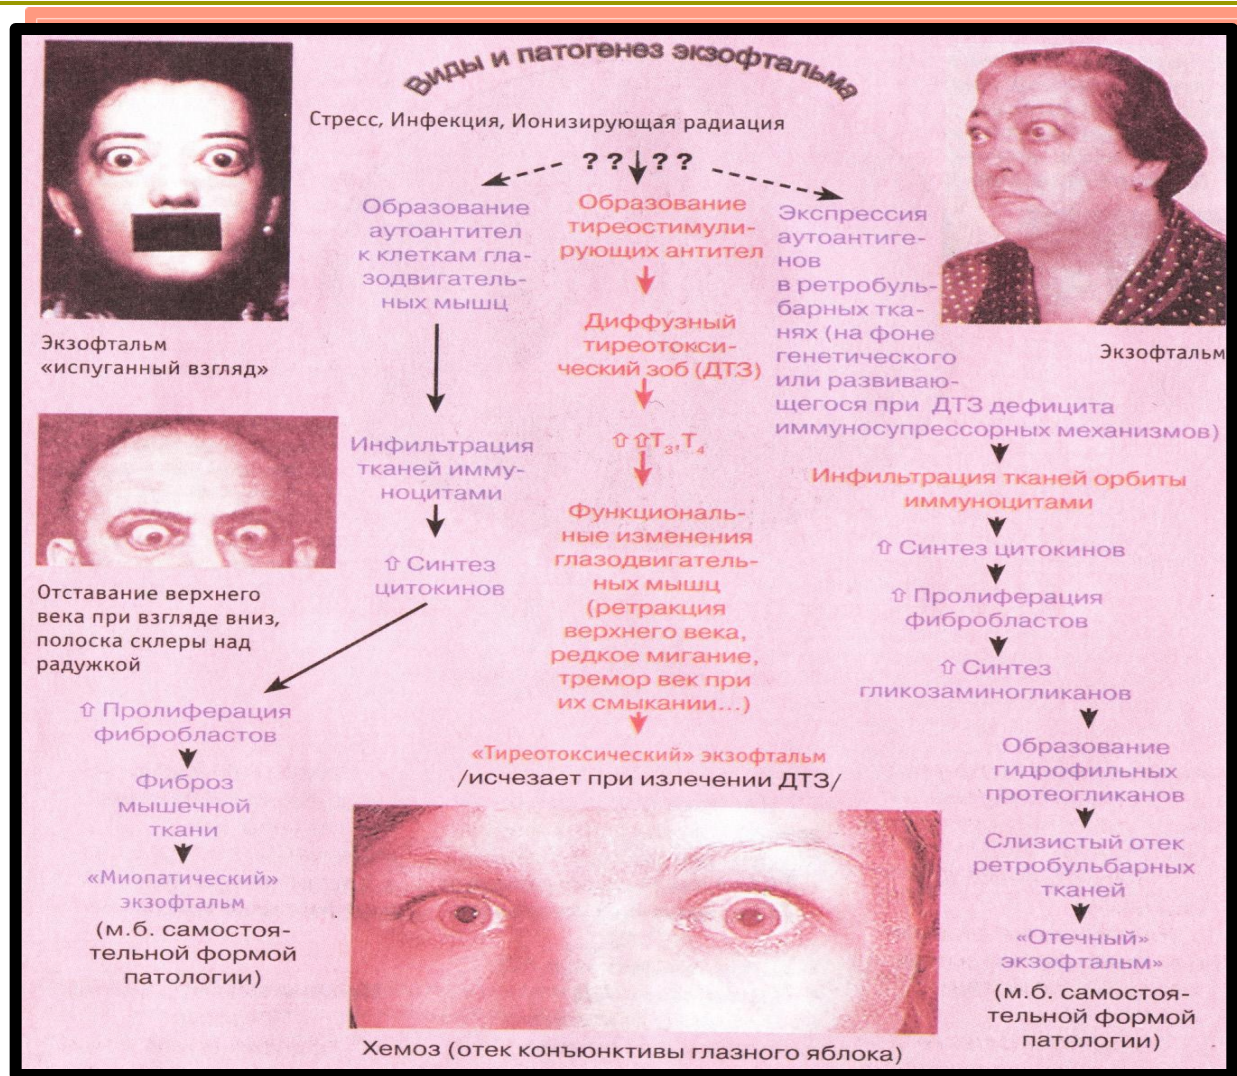 Виды и патогенез экзофтальма
Стресс, Инфекция, Ионизирующая радиация
? ? ? ?
Образование
аутоантител
к клеткам гла-
зодвигатель-
ных мышц
Инфильтрация
тканей имму-
ноцитами
⇧ Синтез
цитокинов
⇧ Пролиферация
фибробластов
Фиброз
мышечной
ткани
«Миопатический»
экзофтальм
(м.б. самостоя-
тельной формой
патологии)
Образование
тиреостимули-
рующих антител
Диффузный
тиреотокси-
ческий зоб (ДТЗ)
⇧ ⇧T₃,T₄
Функциональ-
ные изменения
глазодвигатель-
ных мышц
(ретракция
верхнего века,
редкое мигание,
тремор век при
их смыкании...)
«Тиреотоксический» экзофтальм
/исчезает при излечении ДТЗ/
Экспрессия
аутоантиге-
нов
в ретробуль-
барных тка-
нях (на фоне
генетического
или развиваю-
щегося при ДТЗ дефицита
иммуносупрессорных механизмов)
Инфильтрация тканей орбиты
иммуноцитами
⇧ Синтез цитокинов
⇧ Пролиферация
фибробластов
⇧ Синтез
гликозаминогликанов
Образование
гидрофильных
протеогликанов
Слизистый отек
ретробульбарных
тканей
«Отечный»
экзофтальм»
(м.б. самостоя-
тельной формой
патологии)
Экзофтальм
«испуганный взгляд»
Отставание верхнего
века при взгляде вниз,
полоска склеры над
радужкой
Экзофтальм
Хемоз (отек конъюнктивы глазного яблока)